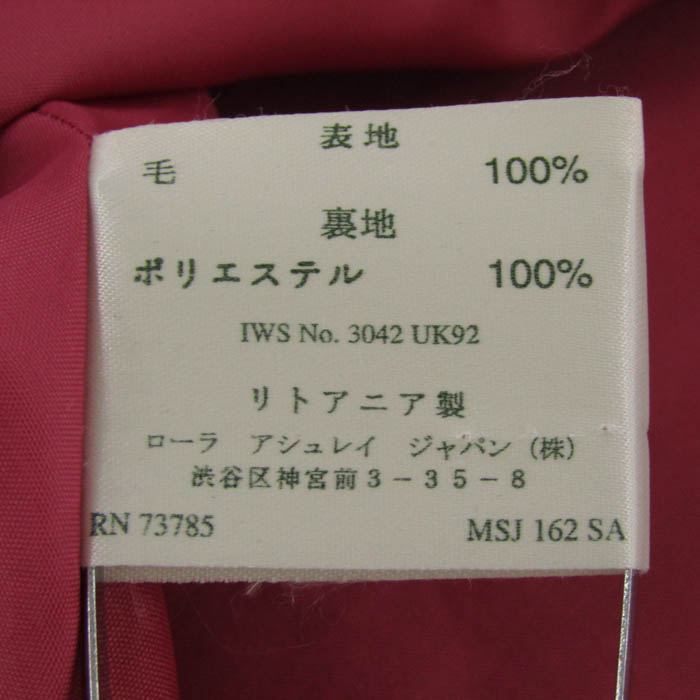 表地
毛 100%
裏地
ポリエステル 100%
IWS No. 3042 UK92
リトアニア製
ローラ アシュレイ ジャパン (株)
渋谷区神宮前3-35-8
RN 73785 MSJ 162 SA